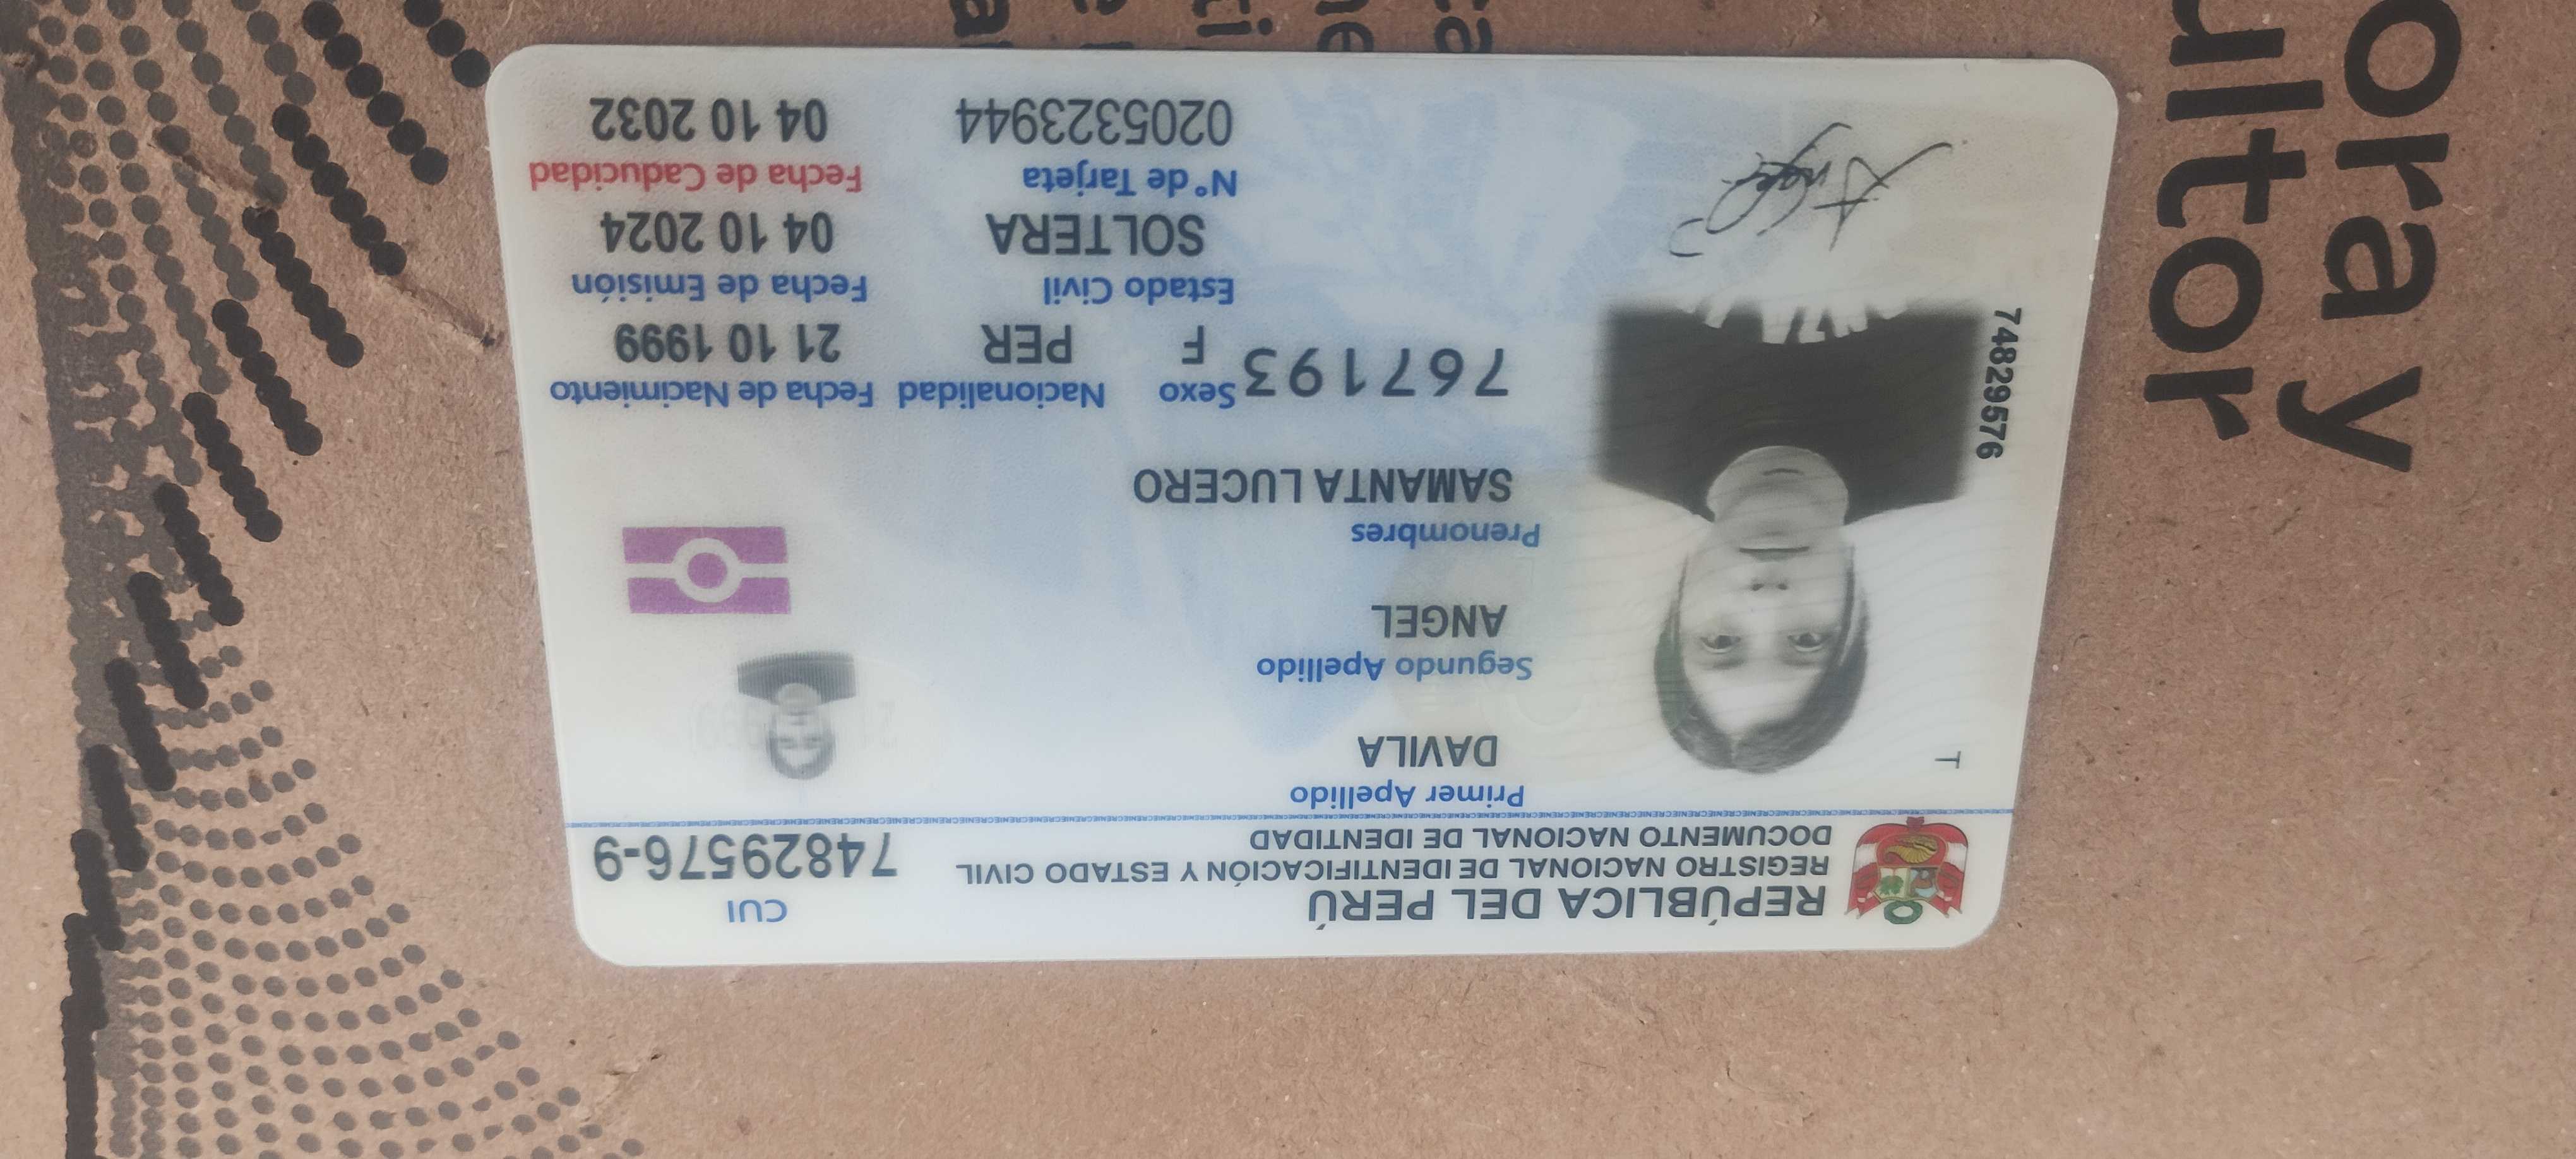 REPÚBLICA DEL PERÚ
REGISTRO NACIONAL DE IDENTIFICACIÓN Y ESTADO CIVIL
DOCUMENTO NACIONAL DE IDENTIDAD
CUI
74829576-9
T
Primer Apellido
DAVILA
Segundo Apellido
ANGEL
Prenombres
SAMANTA LUCERO
767193
Sexo
F
Nacionalidad
PER
Fecha de Nacimiento
21 10 1999
Estado Civil
SOLTERA
Fecha de Emisión
04 10 2024
N° de Tarjeta
0205323944
Fecha de Caducidad
04 10 2032
74829576
oray
ultor